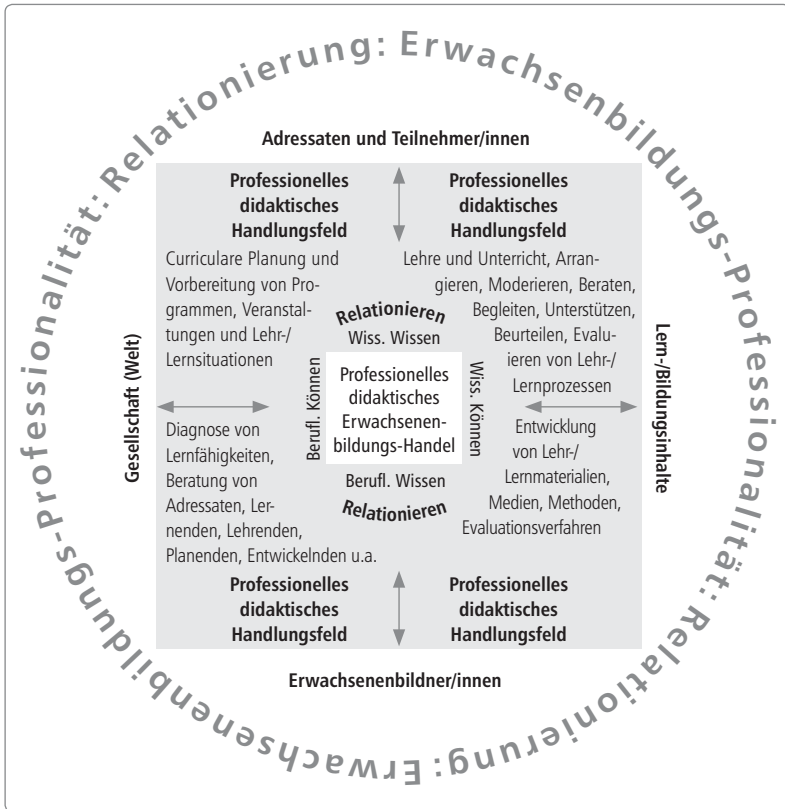 Erwachsenenbildungs-Professionalität: Relationierung: Erwachsenenbildungs-Professionalität: Relationierung:
Adressaten und Teilnehmer/innen
Professionelles
didaktisches
Handlungsfeld
Curriculare Planung und
Vorbereitung von Pro-
grammen, Veranstal-
tungen und Lehr-/
Lernsituationen
Professionelles
didaktisches
Handlungsfeld
Lehre und Unterricht, Arran-
gieren, Moderieren, Beraten,
Begleiten, Unterstützen,
Beurteilen, Evalu-
ieren von Lehr-/
Lernprozessen
Gesellschaft (Welt)
Relationieren
Wiss. Wissen
Berufl. Können
Professionelles
didaktisches
Erwachsenen-
bildungs-Handel
Wiss. Können
Berufl. Wissen
Relationieren
Lern-/Bildungsinhalte
Diagnose von
Lernfähigkeiten,
Beratung von
Adressaten, Ler-
nenden, Lehrenden,
Planenden, Entwickelnden u.a.
Professionelles
didaktisches
Handlungsfeld
Entwicklung
von Lehr-/
Lernmaterialien,
Medien, Methoden,
Evaluationsverfahren
Professionelles
didaktisches
Handlungsfeld
Erwachsenenbildner/innen